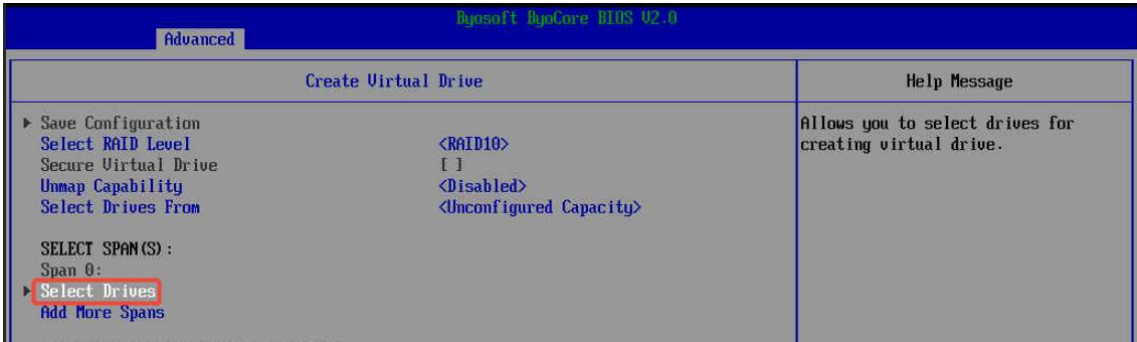 Byosoft ByoCore BIOS V2.0
Advanced
Create Virtual Drive
Help Message
Save Configuration
Select RAID Level <RAID10>
Secure Virtual Drive [ ]
Unmap Capability <Disabled>
Select Drives From <Unconfigured Capacity>
SELECT SPAN(S):
Span 0:
Select Drives
Add More Spans
Allows you to select drives for
creating virtual drive.